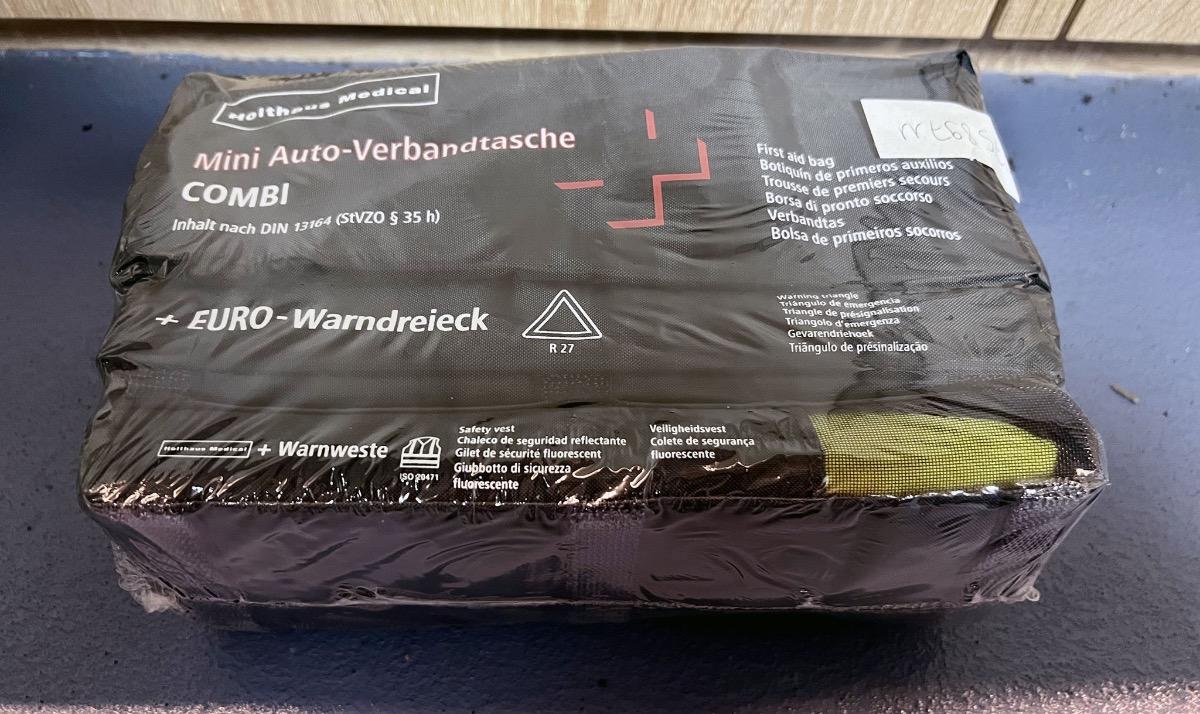 Holthaus Medical
Mini Auto-Verbandtasche
COMBI
Inhalt nach DIN 13164 (StVZO § 35 h)
First aid bag
Botiquín de primeros auxilios
Trousse de premiers secours
Borsa di pronto soccorso
Verbandtas
Bolsa de primeiros socorros
+ EURO-Warndreieck
R 27
Warning triangle
Triángulo de emergencia
Triangle de présignalisation
Triangolo d'emergenza
Gevarendriehoek
Triãngulo de présinalização
Holthaus Medical + Warnweste
ISO 20471
Safety vest
Chaleco de seguridad reflectante
Gilet de sécurité fluorescent
Giubbotto di sicurezza
fluorescente
Veiligheidsvest
Colete de segurança
fluorescente